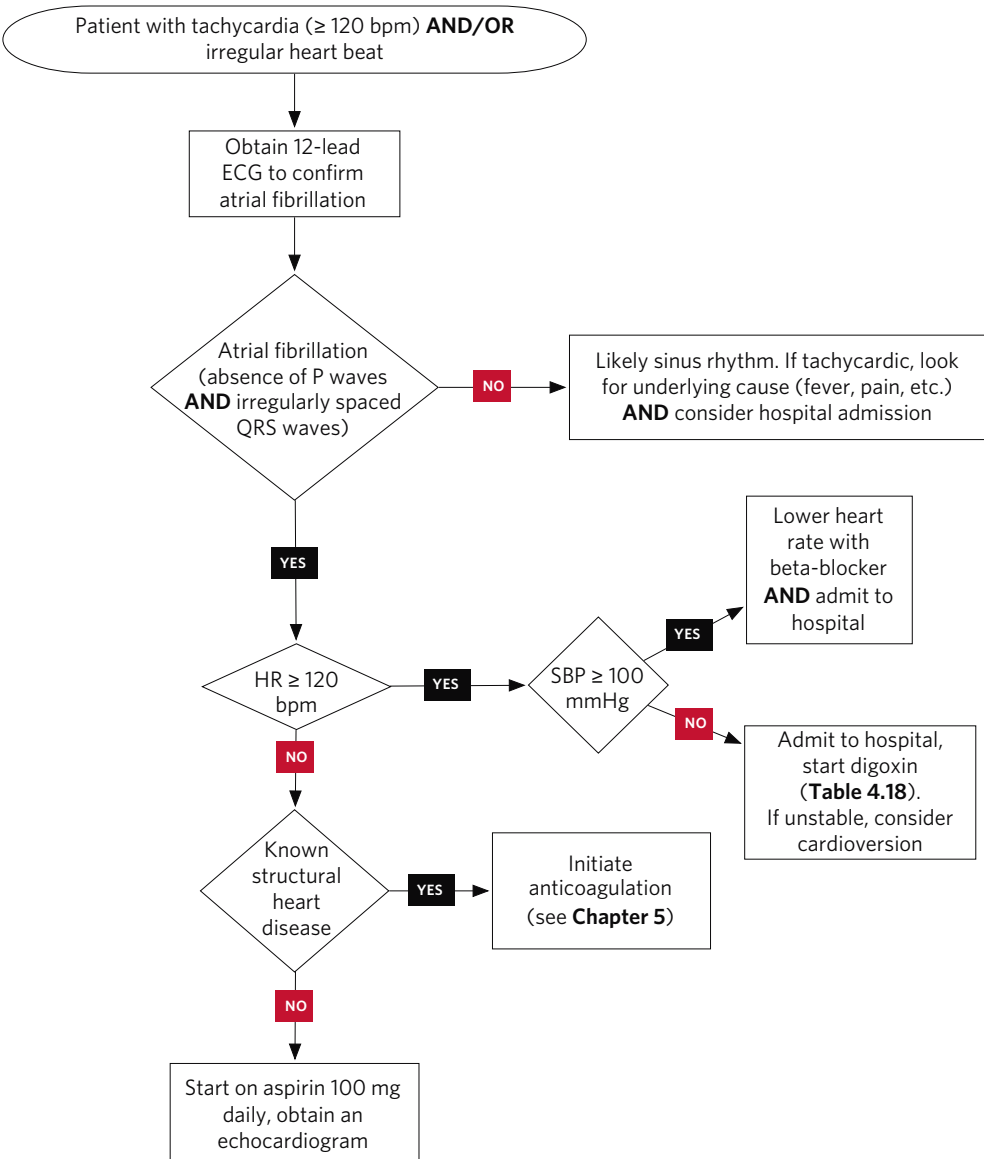 Patient with tachycardia (≥ 120 bpm) AND/OR
irregular heart beat
Obtain 12-lead
ECG to confirm
atrial fibrillation
Atrial fibrillation
(absence of P waves
AND irregularly spaced
QRS waves)
NO
Likely sinus rhythm. If tachycardic, look
for underlying cause (fever, pain, etc.)
AND consider hospital admission
YES
HR ≥ 120
bpm
YES
SBP ≥ 100
mmHg
YES
Lower heart
rate with
beta-blocker
AND admit to
hospital
NO
Admit to hospital,
start digoxin
(Table 4.18).
If unstable, consider
cardioversion
NO
Known
structural
heart
disease
YES
Initiate
anticoagulation
(see Chapter 5)
NO
Start on aspirin 100 mg
daily, obtain an
echocardiogram